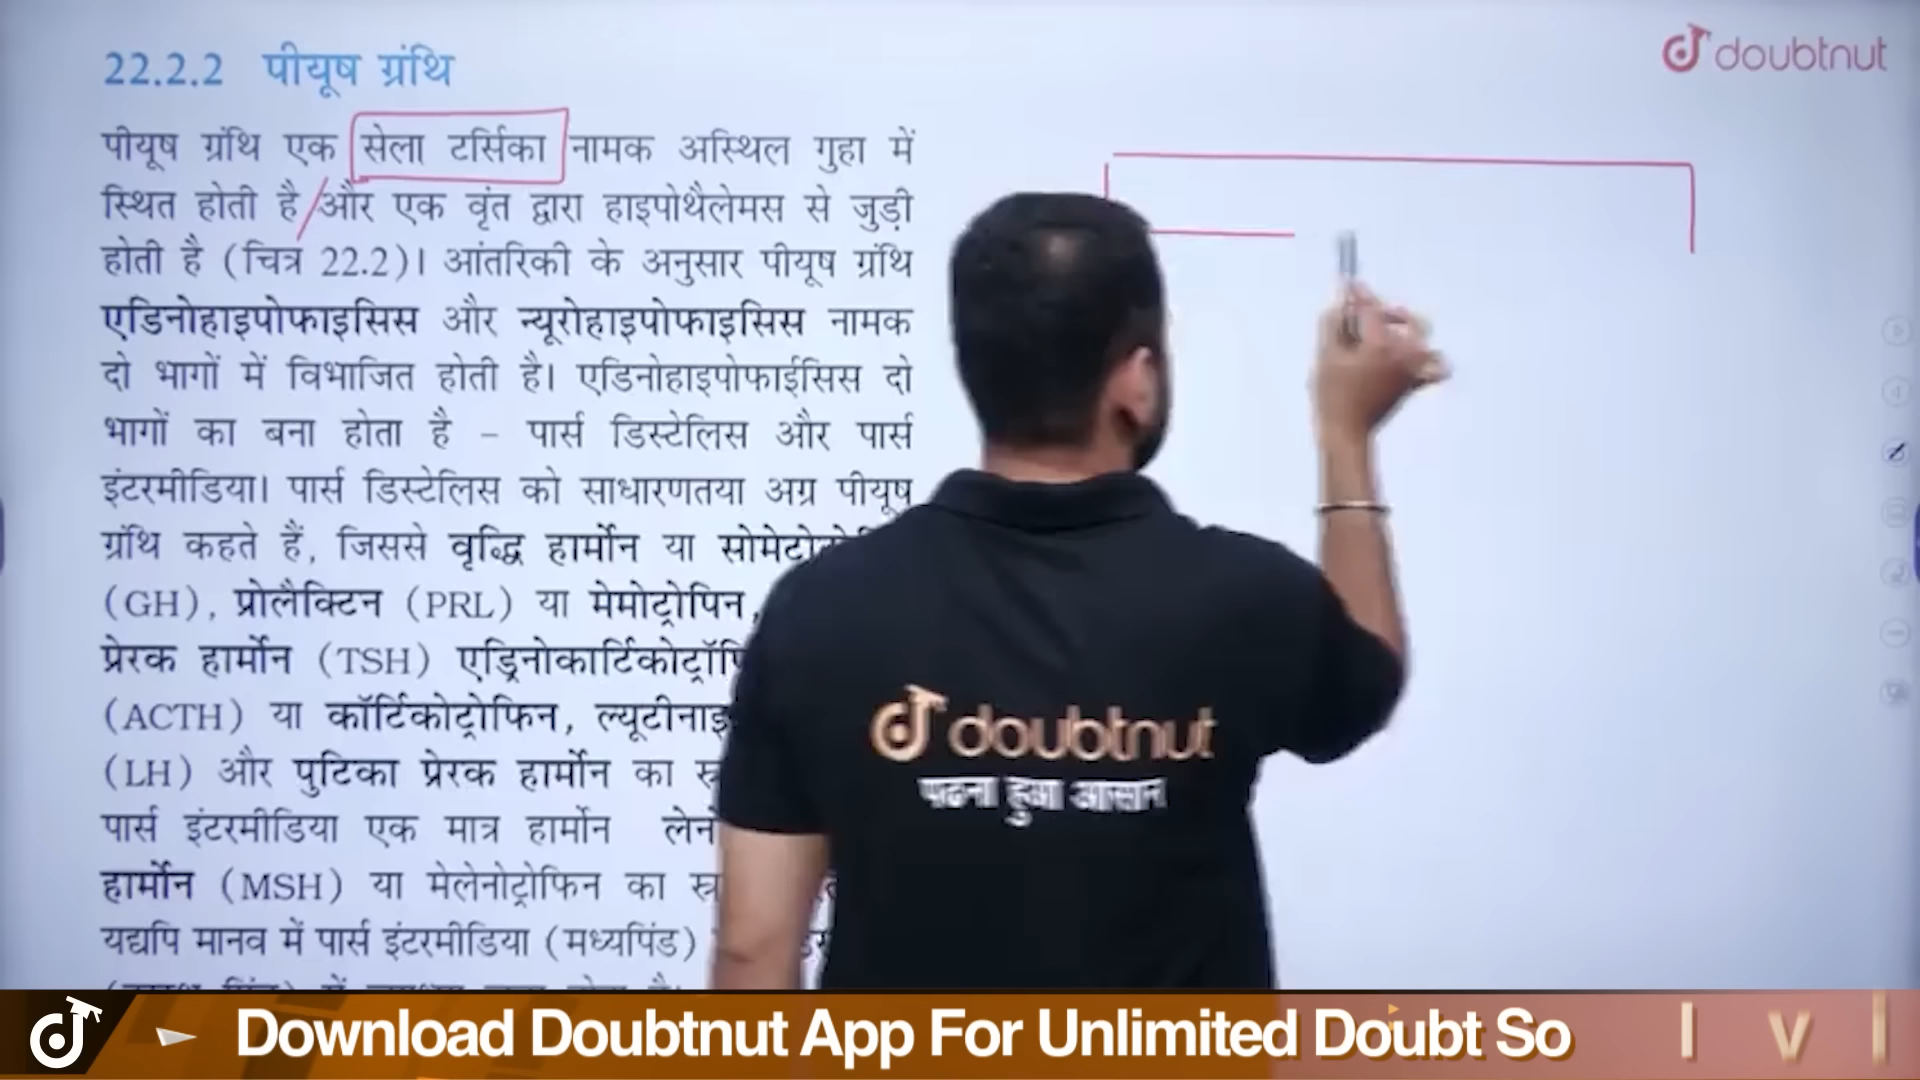 22.2.2 पीयूष ग्रंथि
doubtnut
पीयूष ग्रंथि एक सेला टर्सिका नामक अस्थिल गुहा में
स्थित होती है और एक वृंत द्वारा हाइपोथैलेमस से जुड़ी
होती है (चित्र 22.2)। आंतरिकी के अनुसार पीयूष ग्रंथि
एडिनोहाइपोफाइसिस और न्यूरोहाइपोफाइसिस नामक
दो भागों में विभाजित होती है। एडिनोहाइपोफाईसिस दो
भागों का बना होता है – पार्स डिस्टेलिस और पार्स
इंटरमीडिया। पार्स डिस्टेलिस को साधारणतया अग्र पीयूष
ग्रंथि कहते हैं, जिससे वृद्धि हार्मोन या
(GH), प्रोलैक्टिन (PRL) या मेमोट्रोपिन,
प्रेरक हार्मोन (TSH)
(ACTH) या कॉर्टिकोट्रोफिन,
(LH) और पुटिका प्रेरक हार्मोन का
पार्स इंटरमीडिया एक मात्र हार्मोन
हार्मोन (MSH) या मेलेनोट्रोफिन का
यद्यपि मानव में पार्स इंटरमीडिया (मध्यपिंड)
doubtnut
पढना हुआ आसान
Download Doubtnut App For Unlimited Doubt So